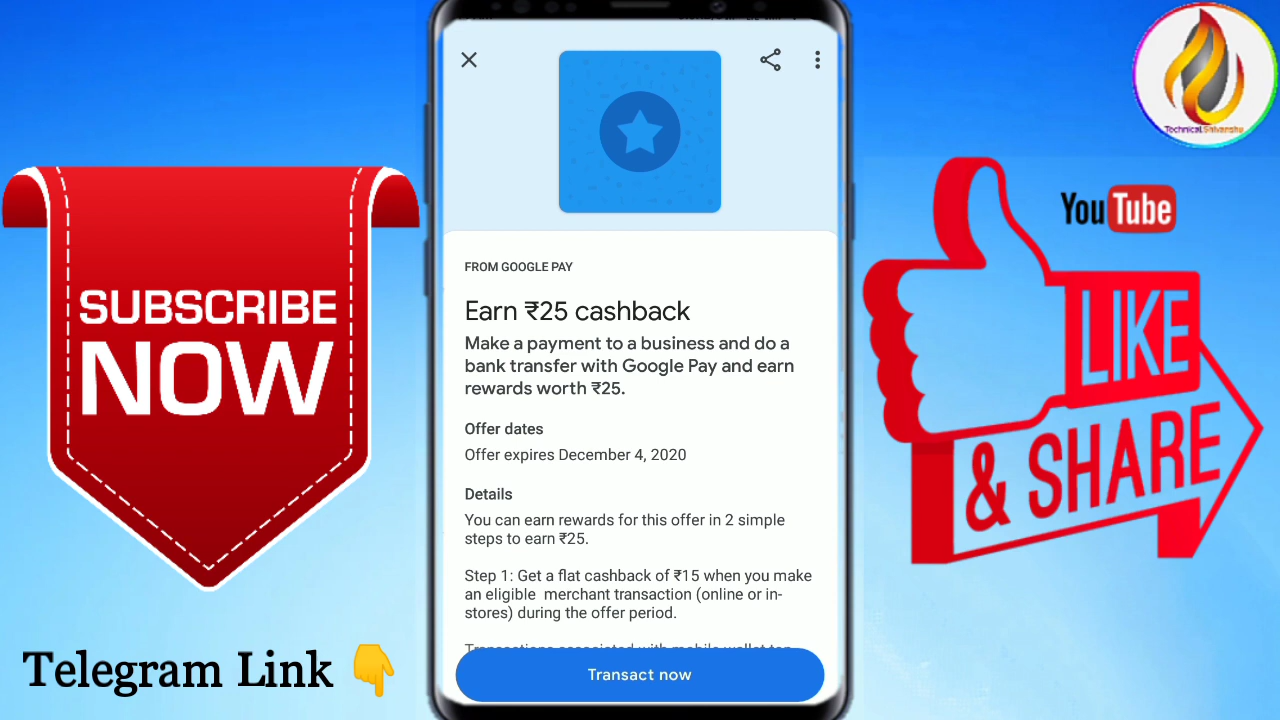 Technical Shivanshu
FROM GOOGLE PAY
Earn ₹25 cashback
Make a payment to a business and do a
bank transfer with Google Pay and earn
rewards worth ₹25.
Offer dates
Offer expires December 4, 2020
Details
You can earn rewards for this offer in 2 simple
steps to earn ₹25.
Step 1: Get a flat cashback of ₹15 when you make
an eligible merchant transaction (online or in-
stores) during the offer period.
Transact now
SUBSCRIBE
NOW
Telegram Link 👇
YouTube
LIKE
& SHARE